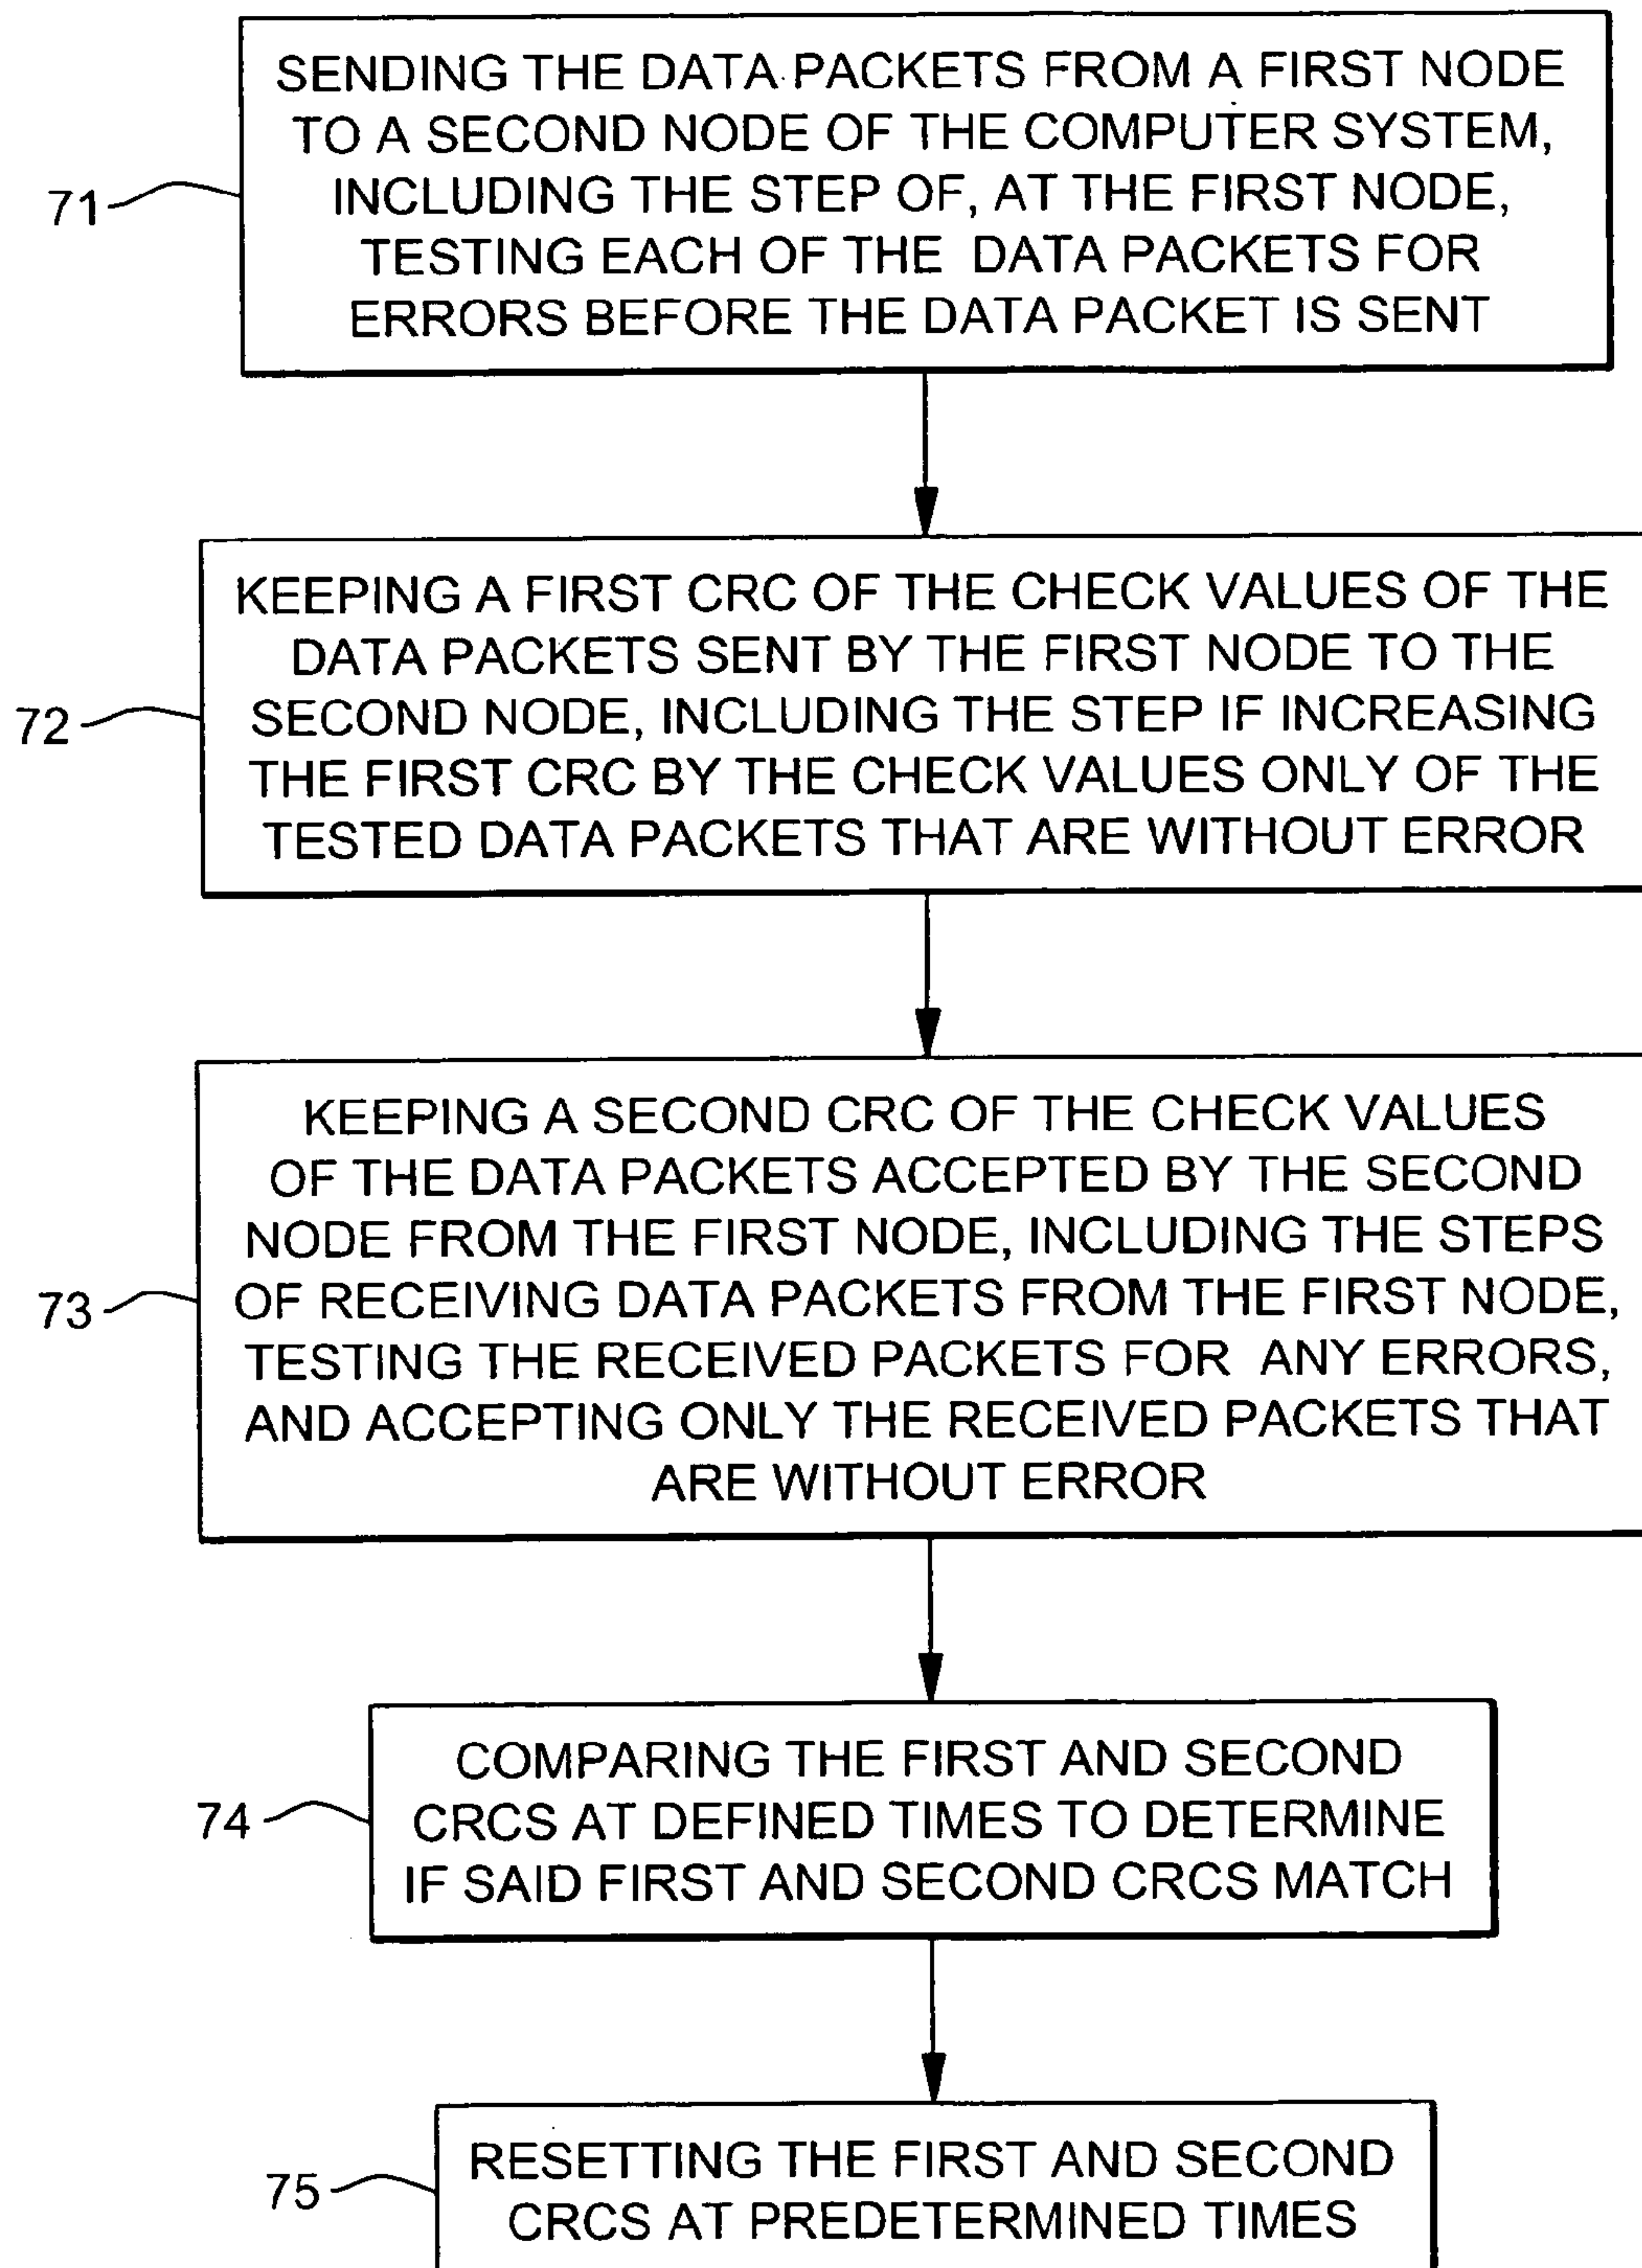 SENDING THE DATA PACKETS FROM A FIRST NODE
TO A SECOND NODE OF THE COMPUTER SYSTEM,
INCLUDING THE STEP OF, AT THE FIRST NODE,
TESTING EACH OF THE DATA PACKETS FOR
ERRORS BEFORE THE DATA PACKET IS SENT
71
KEEPING A FIRST CRC OF THE CHECK VALUES OF THE
DATA PACKETS SENT BY THE FIRST NODE TO THE
SECOND NODE, INCLUDING THE STEP IF INCREASING
THE FIRST CRC BY THE CHECK VALUES ONLY OF THE
TESTED DATA PACKETS THAT ARE WITHOUT ERROR
72
KEEPING A SECOND CRC OF THE CHECK VALUES
OF THE DATA PACKETS ACCEPTED BY THE SECOND
NODE FROM THE FIRST NODE, INCLUDING THE STEPS
OF RECEIVING DATA PACKETS FROM THE FIRST NODE,
TESTING THE RECEIVED PACKETS FOR ANY ERRORS,
AND ACCEPTING ONLY THE RECEIVED PACKETS THAT
ARE WITHOUT ERROR
73
COMPARING THE FIRST AND SECOND
CRCS AT DEFINED TIMES TO DETERMINE
IF SAID FIRST AND SECOND CRCS MATCH
74
RESETTING THE FIRST AND SECOND
CRCS AT PREDETERMINED TIMES
75